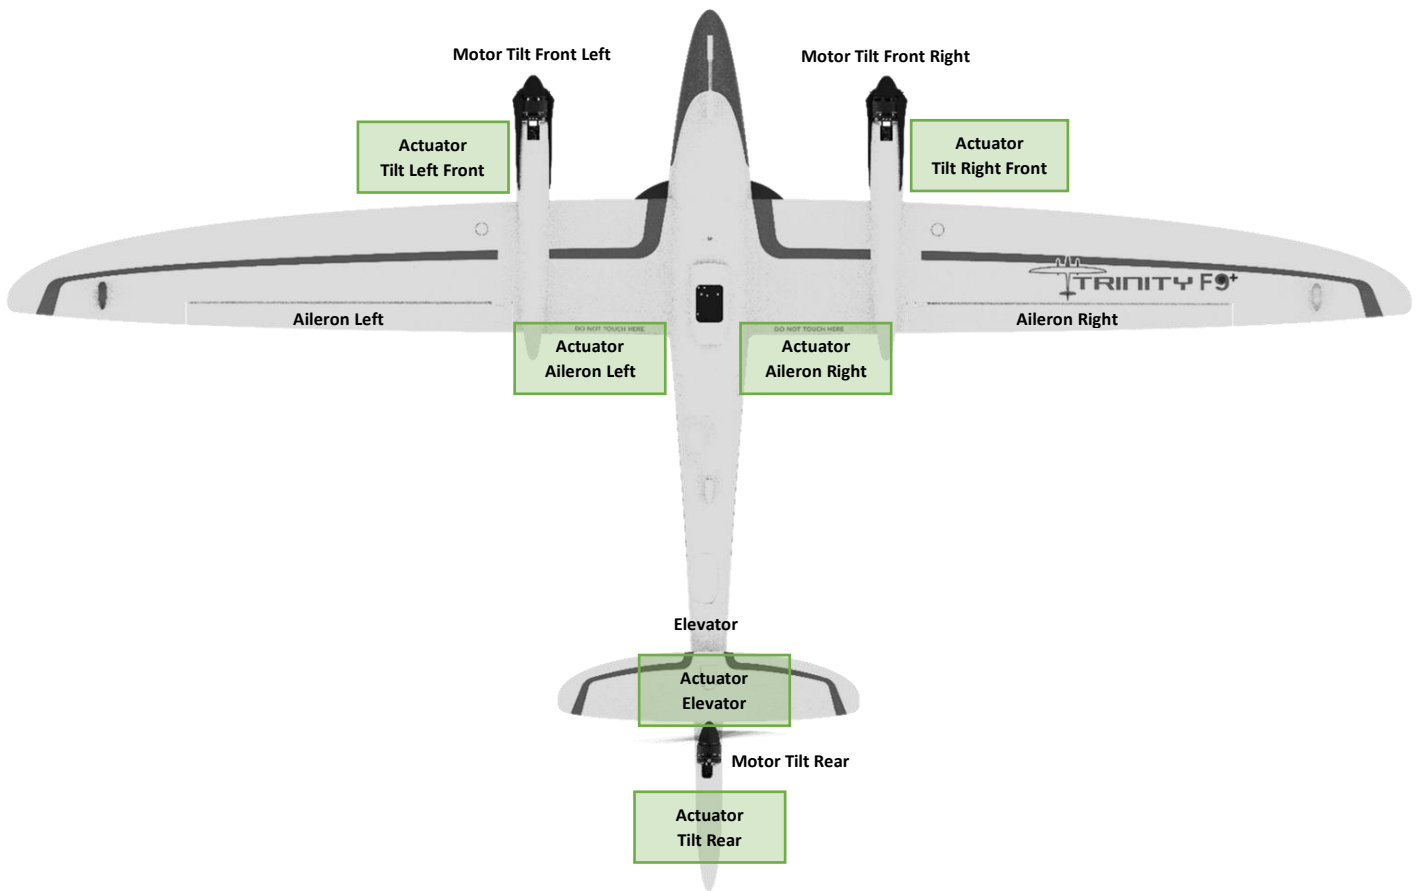 Motor Tilt Front Left
Motor Tilt Front Right
Actuator
Tilt Left Front
Actuator
Tilt Right Front
TRINITY F9+
Aileron Left
Aileron Right
DO NOT TOUCH HERE
DO NOT TOUCH HERE
Actuator
Aileron Left
Actuator
Aileron Right
Elevator
Actuator
Elevator
Motor Tilt Rear
Actuator
Tilt Rear